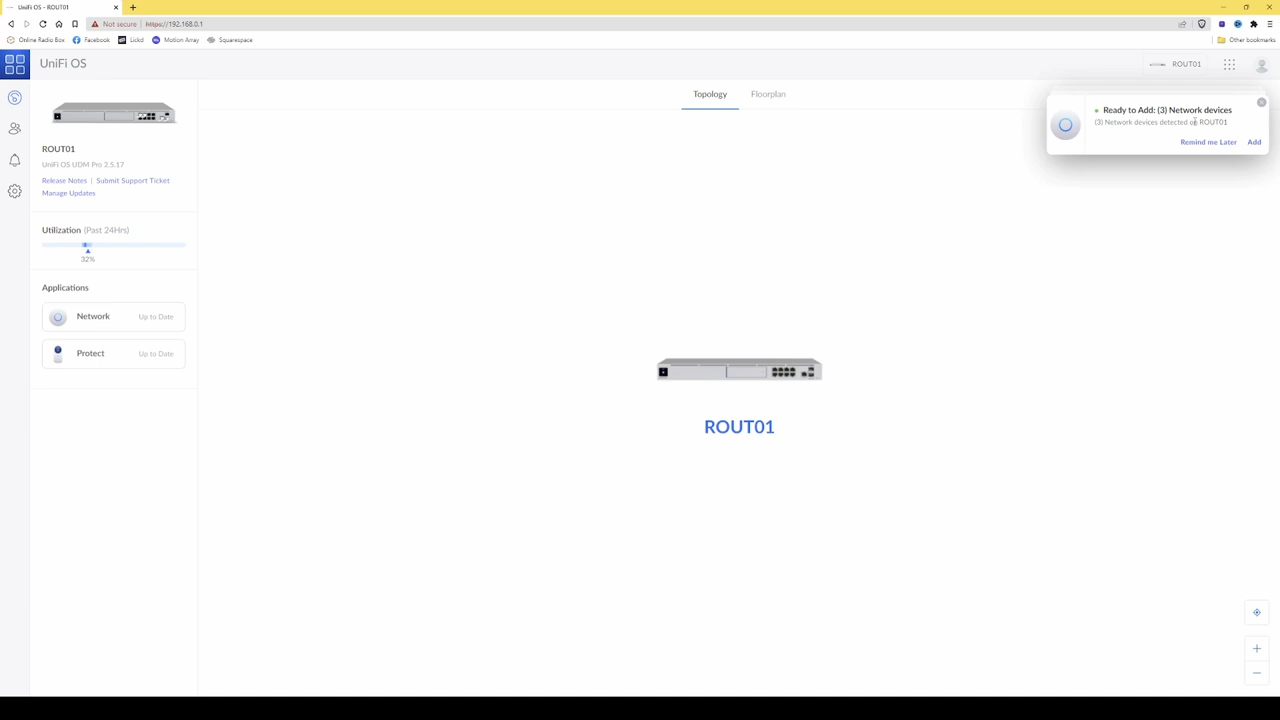 UniFi OS - ROUT01
Not secure
https://192.168.0.1
Online Radio Box
Facebook
Lickd
Motion Array
Squarespace
Other bookmarks
UniFi OS
ROUT01
Topology
Floorplan
Ready to Add: (3) Network devices
(3) Network devices detected on ROUT01
Remind me Later
Add
ROUT01
UniFi OS UDM Pro 2.5.17
Release Notes | Submit Support Ticket
Manage Updates
Utilization (Past 24Hrs)
32%
Applications
Network Up to Date
Protect Up to Date
ROUT01